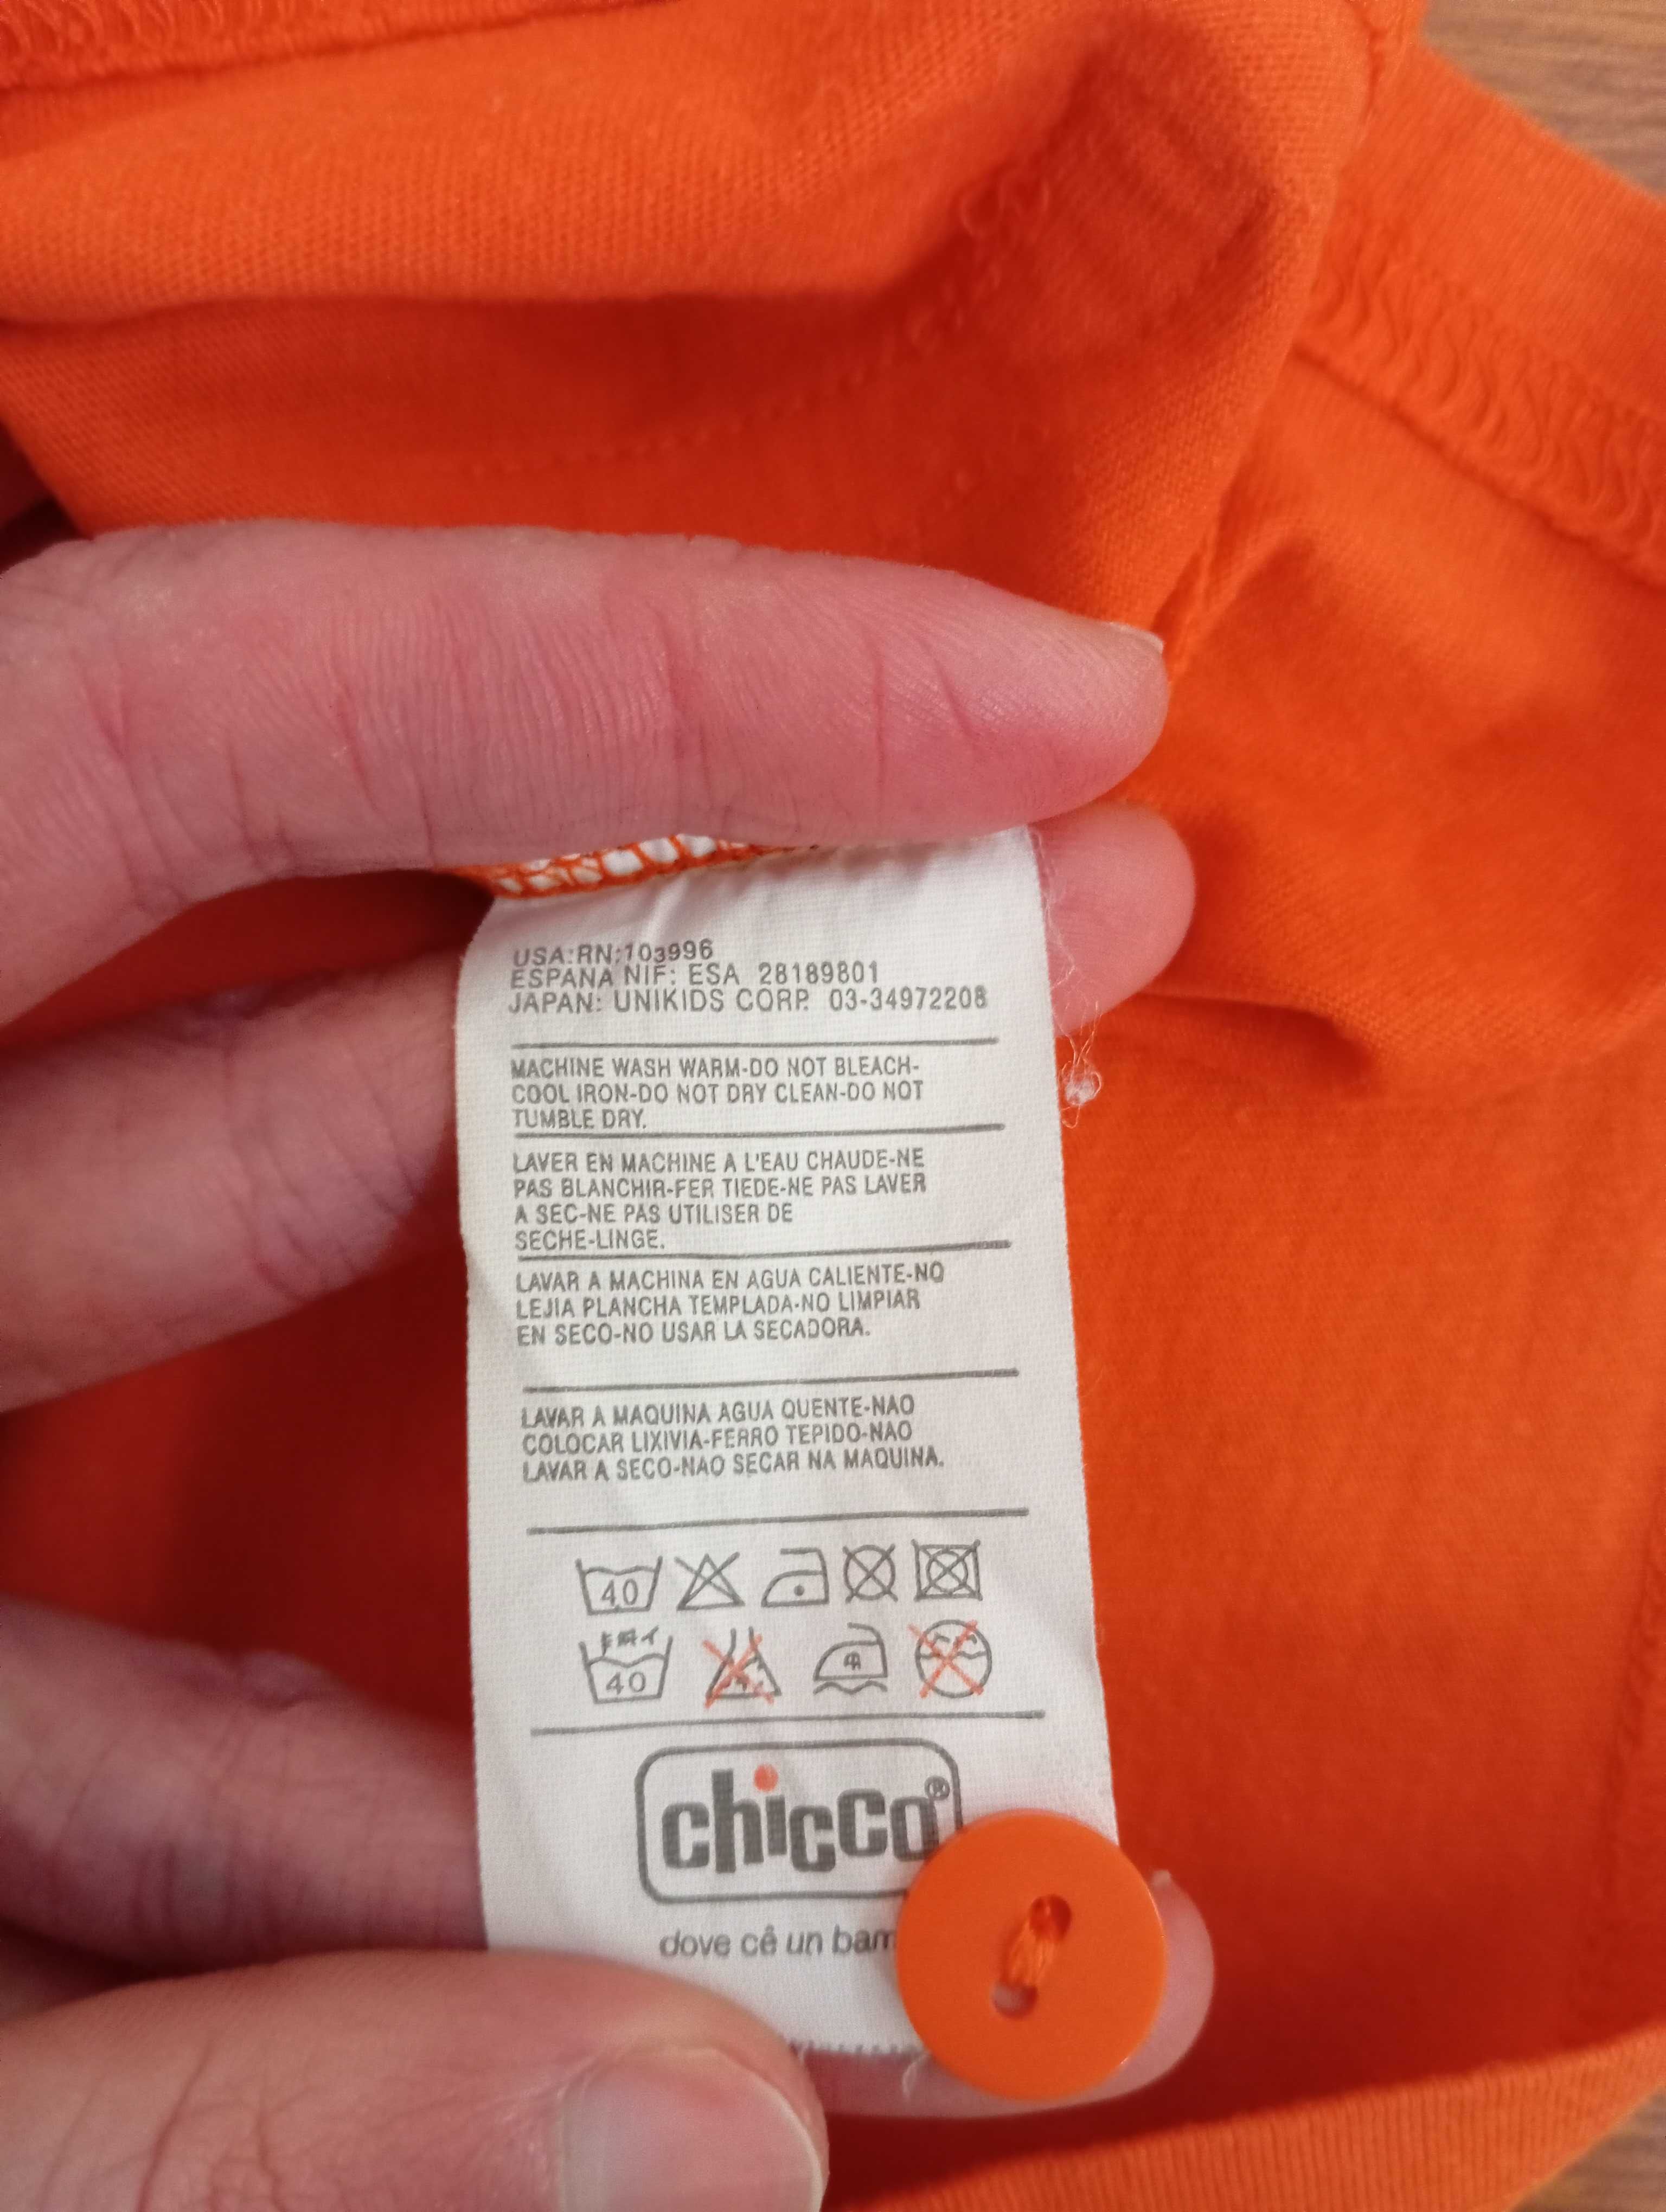 USA:RN:103996
ESPANA NIF: ESA 28189801
JAPAN: UNIKIDS CORP. 03-34972208
MACHINE WASH WARM-DO NOT BLEACH-
COOL IRON-DO NOT DRY CLEAN-DO NOT
TUMBLE DRY.
LAVER EN MACHINE A L'EAU CHAUDE-NE
PAS BLANCHIR-FER TIEDE-NE PAS LAVER
A SEC-NE PAS UTILISER DE
SECHE-LINGE.
LAVAR A MACHINA EN AGUA CALIENTE-NO
LEJIA PLANCHA TEMPLADA-NO LIMPIAR
EN SECO-NO USAR LA SECADORA.
LAVAR A MAQUINA AGUA QUENTE-NAO
COLOCAR LIXIVIA-FERRO TEPIDO-NAO
LAVAR A SECO-NAO SECAR NA MAQUINA.
40
40
chicco®
dove cê un bam